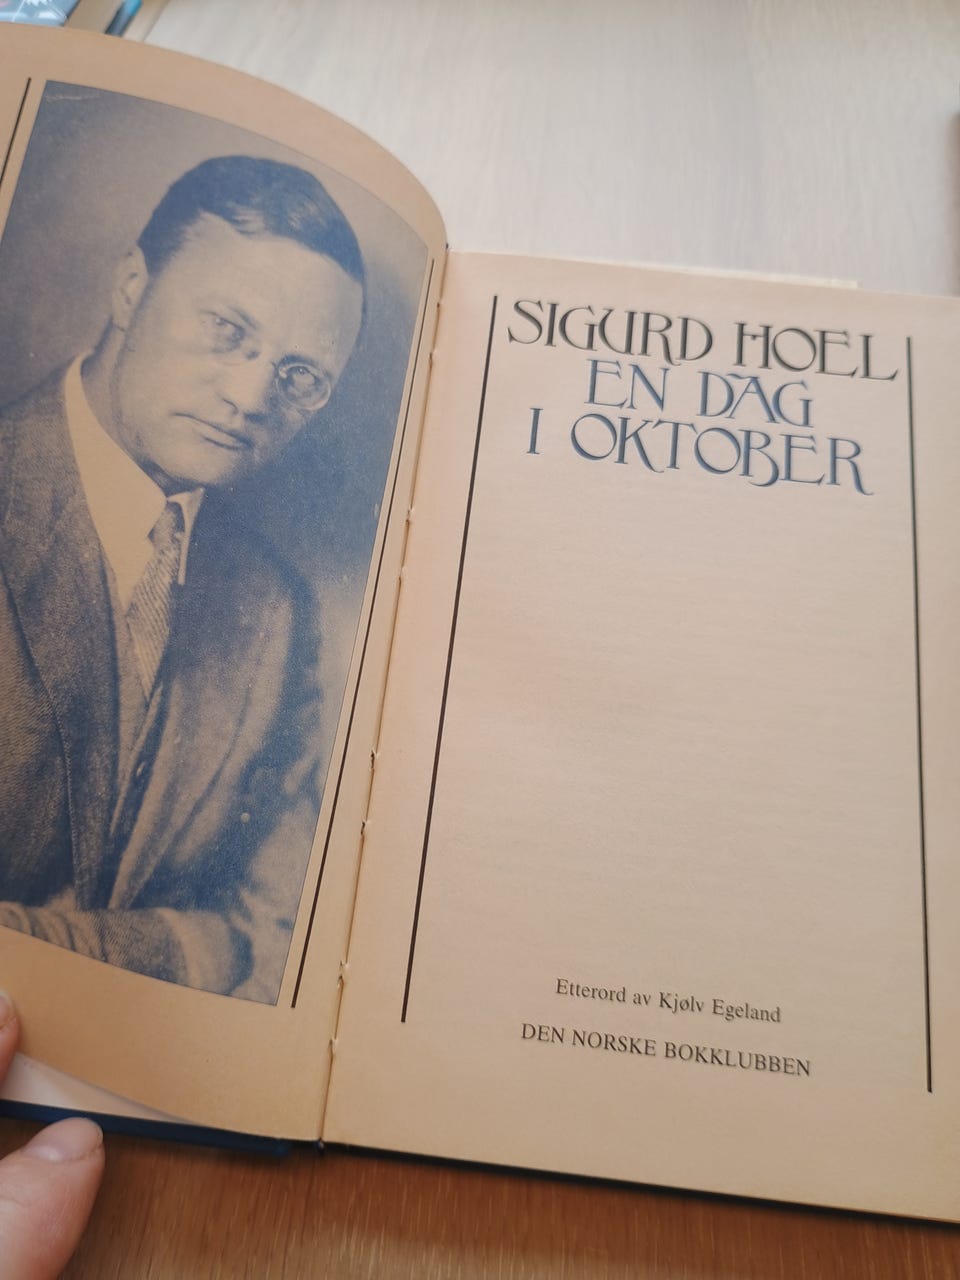 SIGURD HOEL
EN DAG
I OKTOBER
Etterord av Kjølv Egeland
DEN NORSKE BOKKLUBBEN